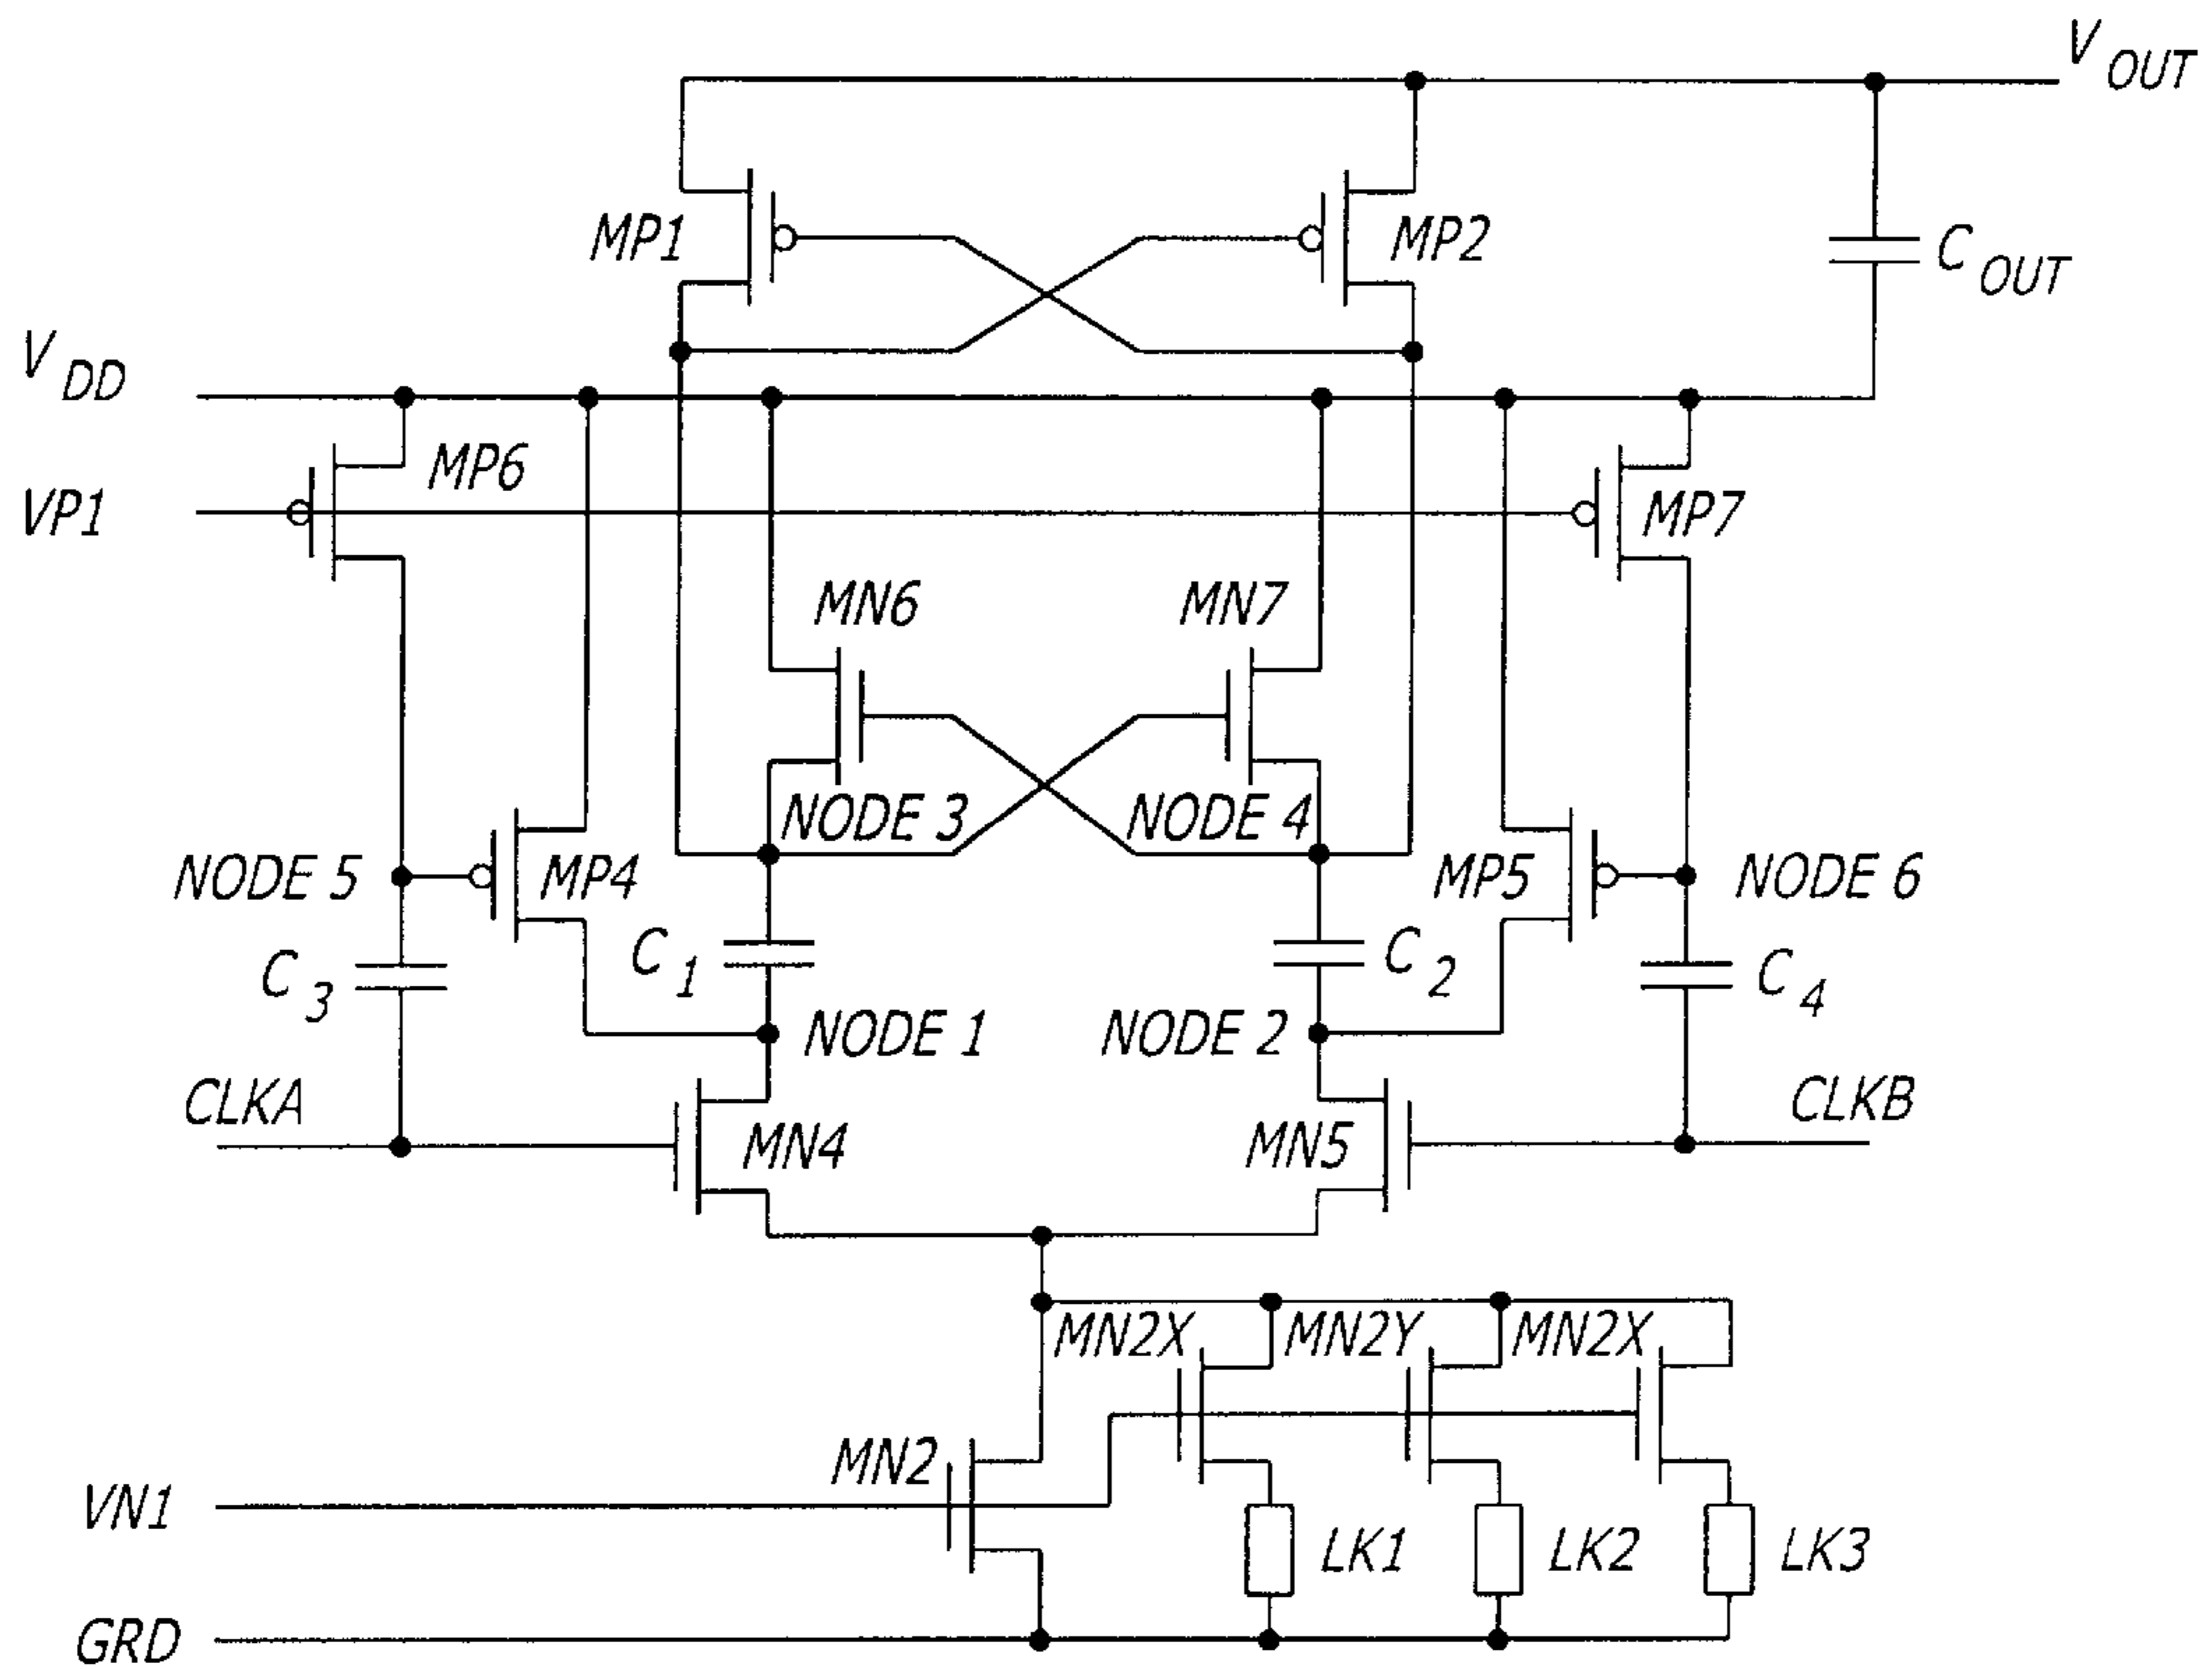 V OUT
MP1
MP2
C OUT
V DD
MP6
VP1
MP7
MN6
MN7
NODE 3
NODE 4
NODE 5
MP4
MP5
NODE 6
C 1
C 2
C 3
C 4
NODE 1
NODE 2
CLKA
CLKB
MN4
MN5
MN2X
MN2Y
MN2X
MN2
VN1
LK1
LK2
LK3
GRD